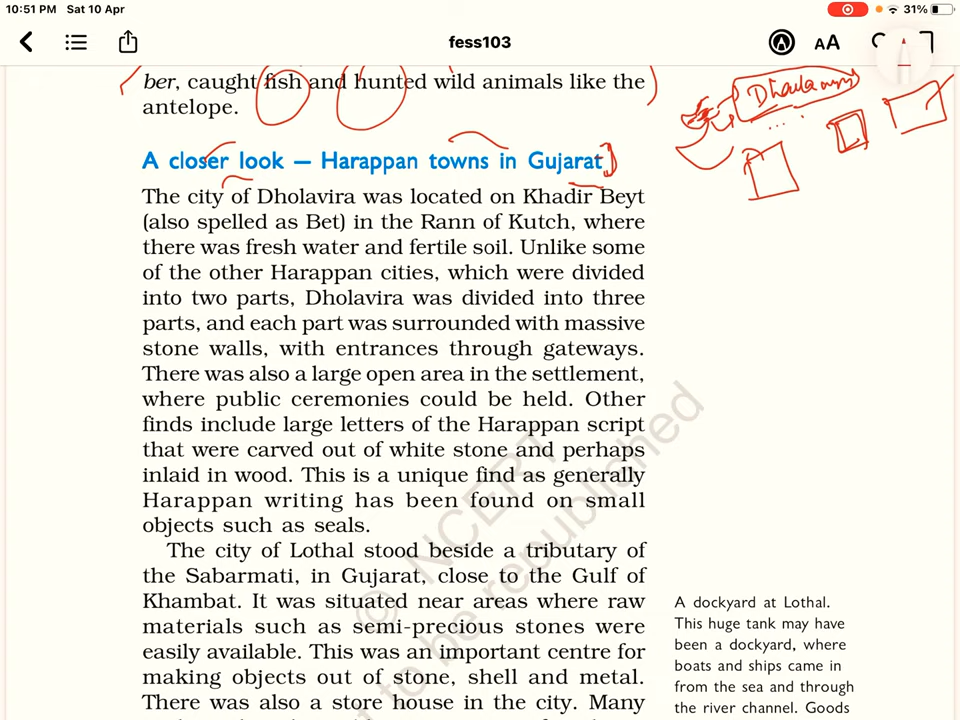 10:51 PM Sat 10 Apr
31%
fess103
AA
ber, caught fish and hunted wild animals like the
antelope.
A closer look — Harappan towns in Gujarat
The city of Dholavira was located on Khadir Beyt
(also spelled as Bet) in the Rann of Kutch, where
there was fresh water and fertile soil. Unlike some
of the other Harappan cities, which were divided
into two parts, Dholavira was divided into three
parts, and each part was surrounded with massive
stone walls, with entrances through gateways.
There was also a large open area in the settlement,
where public ceremonies could be held. Other
finds include large letters of the Harappan script
that were carved out of white stone and perhaps
inlaid in wood. This is a unique find as generally
Harappan writing has been found on small
objects such as seals.
The city of Lothal stood beside a tributary of
the Sabarmati, in Gujarat, close to the Gulf of
Khambat. It was situated near areas where raw
materials such as semi-precious stones were
easily available. This was an important centre for
making objects out of stone, shell and metal.
There was also a store house in the city. Many
A dockyard at Lothal.
This huge tank may have
been a dockyard, where
boats and ships came in
from the sea and through
the river channel. Goods
© NCERT
to be republished